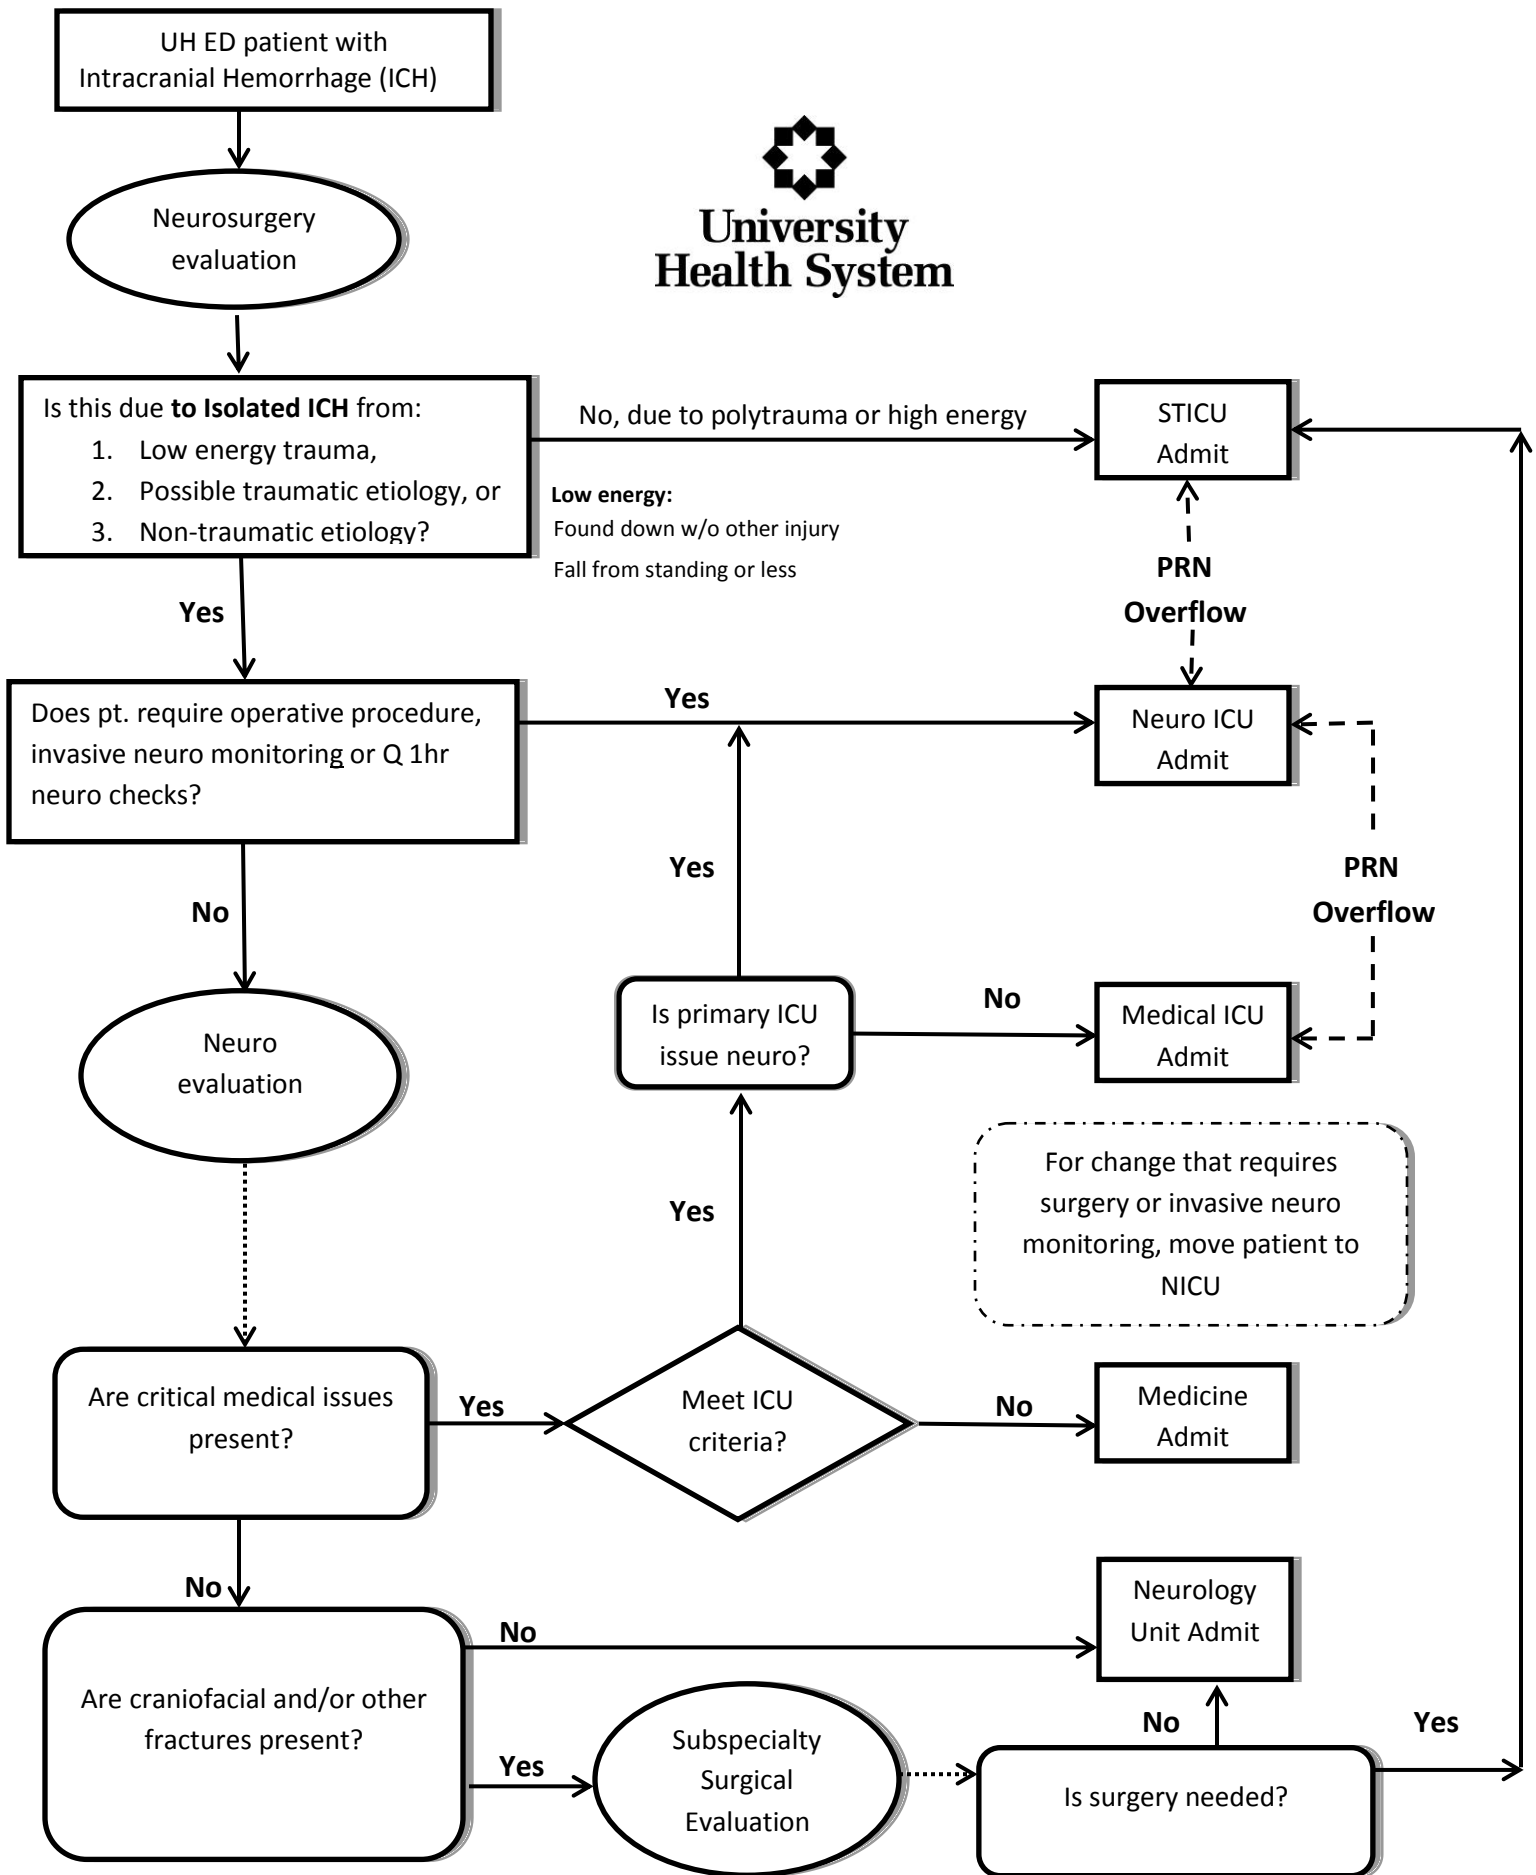 UH ED patient with
Intracranial Hemorrhage (ICH)
Neurosurgery
evaluation
University
Health System
Is this due to Isolated ICH from:
1. Low energy trauma,
2. Possible traumatic etiology, or
3. Non-traumatic etiology?
No, due to polytrauma or high energy
STICU
Admit
Low energy:
Found down w/o other injury
Fall from standing or less
PRN
Overflow
Yes
Does pt. require operative procedure,
invasive neuro monitoring or Q 1hr
neuro checks?
Yes
Neuro ICU
Admit
Yes
PRN
Overflow
No
Neuro
evaluation
Is primary ICU
issue neuro?
No
Medical ICU
Admit
For change that requires
surgery or invasive neuro
monitoring, move patient to
NICU
Yes
Are critical medical issues
present?
Yes
Meet ICU
criteria?
No
Medicine
Admit
No
Neurology
Unit Admit
No
Are craniofacial and/or other
fractures present?
Yes
Subspecialty
Surgical
Evaluation
No
Yes
Is surgery needed?